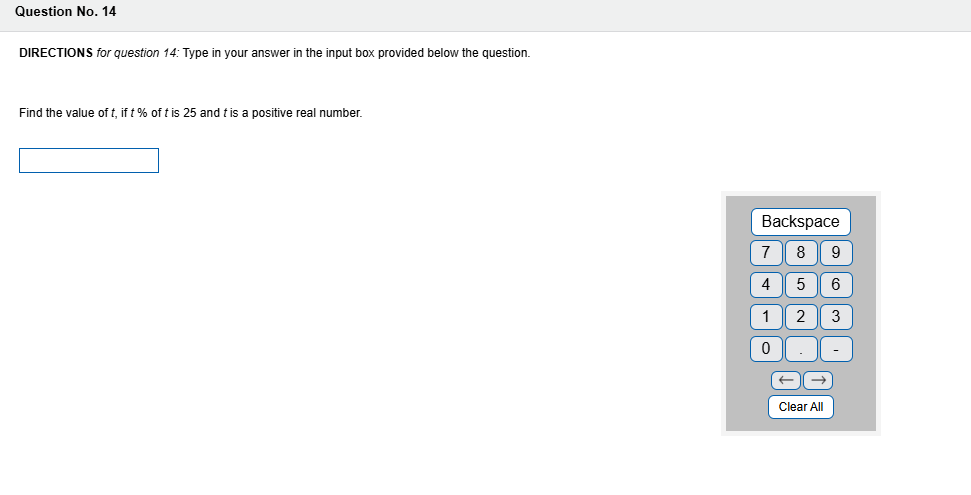 Question No. 14
DIRECTIONS for question 14: Type in your answer in the input box provided below the question.
Find the value of t, if t % of t is 25 and t is a positive real number.
Backspace
7 8 9
4 5 6
1 2 3
0 . -
← →
Clear All